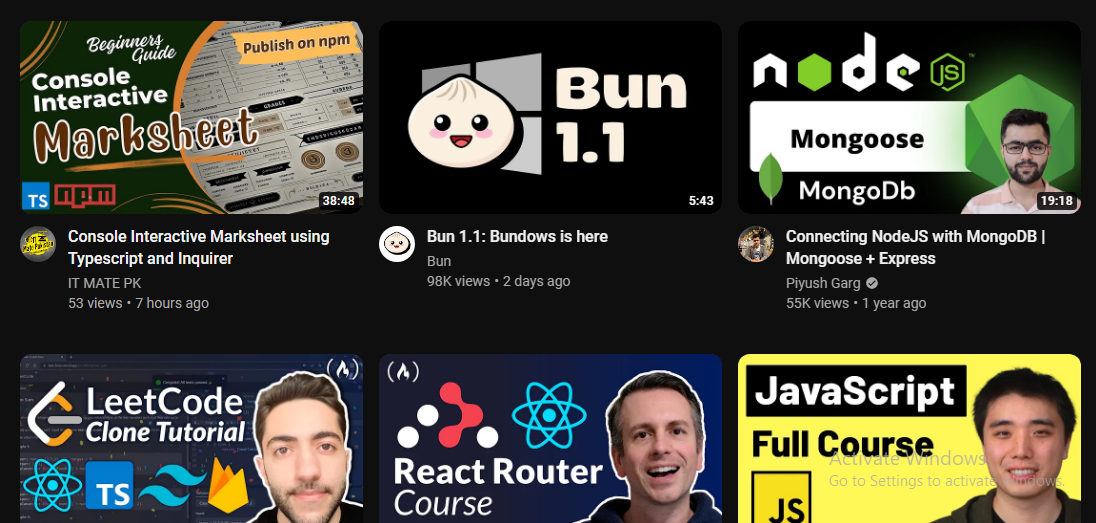 Beginners
Guide
Publish on npm
Console
Interactive
Marksheet
TS
npm
38:48
Bun
1.1
5:43
node
JS
Mongoose
MongoDb
19:18
Console Interactive Marksheet using
Typescript and Inquirer
IT MATE PK
53 views • 7 hours ago
Bun 1.1: Bundows is here
Bun
98K views • 2 days ago
Connecting NodeJS with MongoDB |
Mongoose + Express
Piyush Garg
55K views • 1 year ago
LeetCode
Clone Tutorial
TS
React Router
Course
JavaScript
Full Course
JS
Activate Windows
Go to Settings to activate Windows.